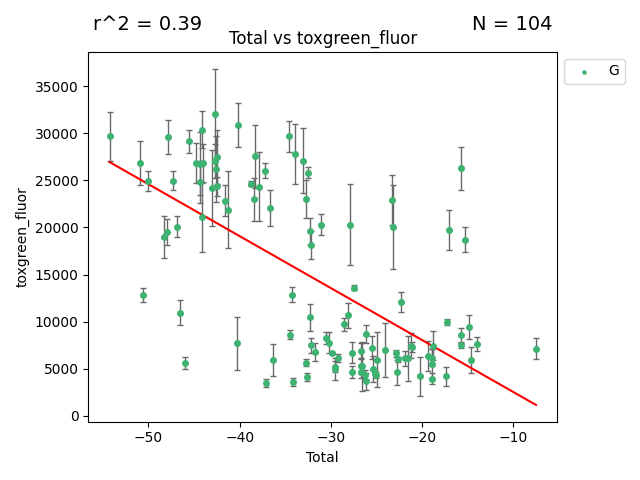 r^2 = 0.39 N = 104
Total vs toxgreen_fluor
G
35000
30000
25000
20000
15000
10000
5000
0
toxgreen_fluor
−50 −40 −30 −20 −10
Total